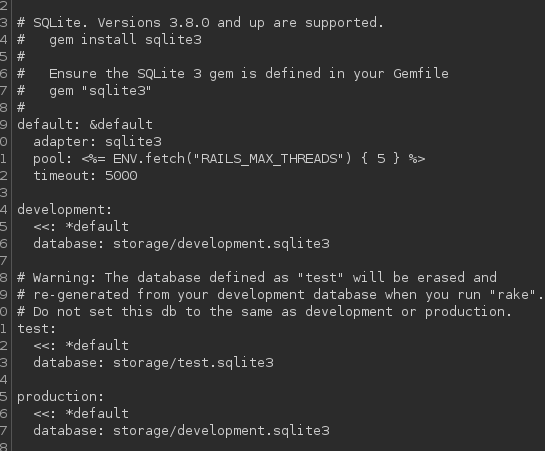 2
3 # SQLite. Versions 3.8.0 and up are supported.
4 #   gem install sqlite3
5 #
6 #   Ensure the SQLite 3 gem is defined in your Gemfile
7 #   gem "sqlite3"
8 #
9 default: &default
0   adapter: sqlite3
1   pool: <%= ENV.fetch("RAILS_MAX_THREADS") { 5 } %>
2   timeout: 5000
3
4 development:
5   <<: *default
6   database: storage/development.sqlite3
7
8 # Warning: The database defined as "test" will be erased and
9 # re-generated from your development database when you run "rake".
0 # Do not set this db to the same as development or production.
1 test:
2   <<: *default
3   database: storage/test.sqlite3
4
5 production:
6   <<: *default
7   database: storage/development.sqlite3
8